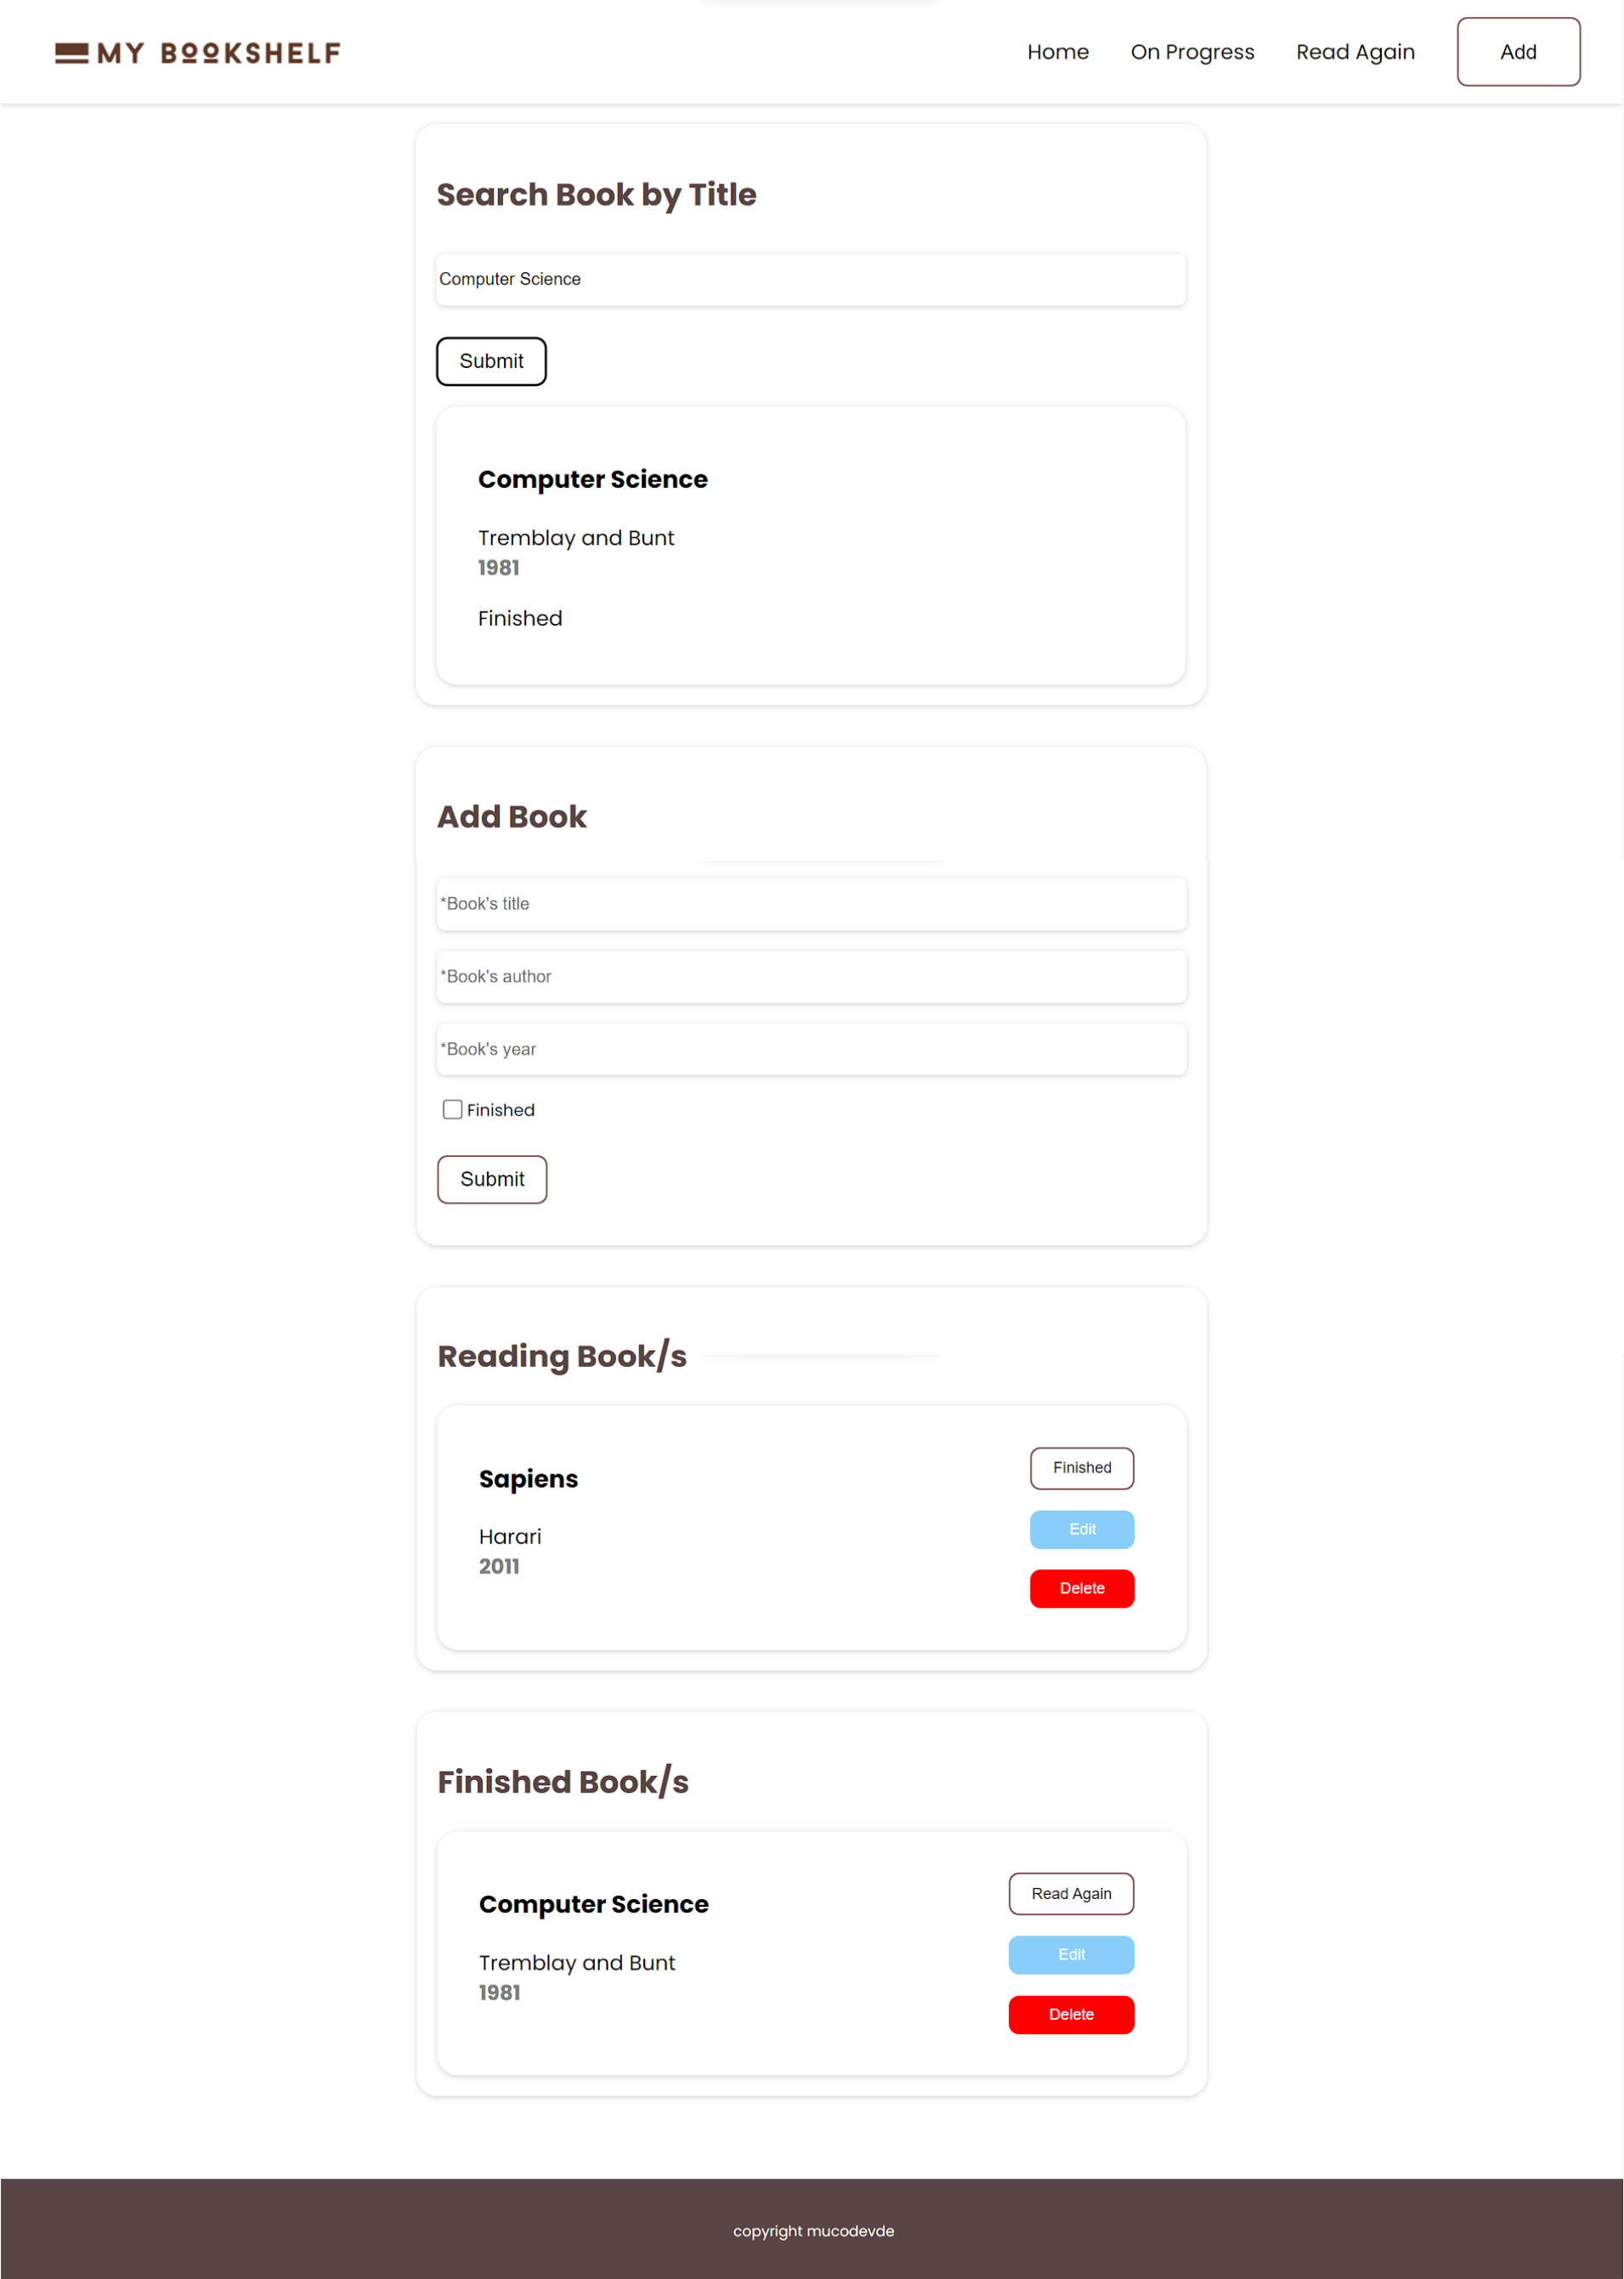 MY BOOKSHELF
Home On Progress Read Again Add
Search Book by Title
Computer Science
Submit
Computer Science
Tremblay and Bunt
1981
Finished
Add Book
*Book's title
*Book's author
*Book's year
Finished
Submit
Reading Book/s
Sapiens
Harari
2011
Finished
Edit
Delete
Finished Book/s
Computer Science
Tremblay and Bunt
1981
Read Again
Edit
Delete
copyright mucodevde